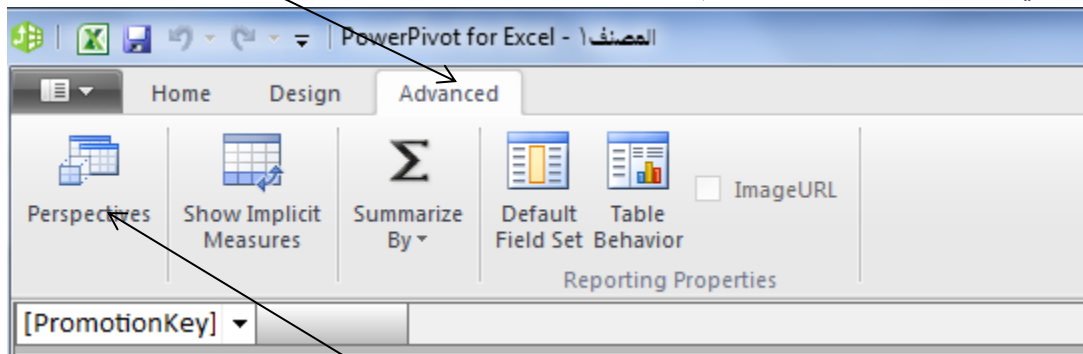 PowerPivot for Excel - المصنف١
Home Design Advanced
Perspectives
Show Implicit Measures
Summarize By
Default Field Set
Table Behavior
ImageURL
Reporting Properties
[PromotionKey]